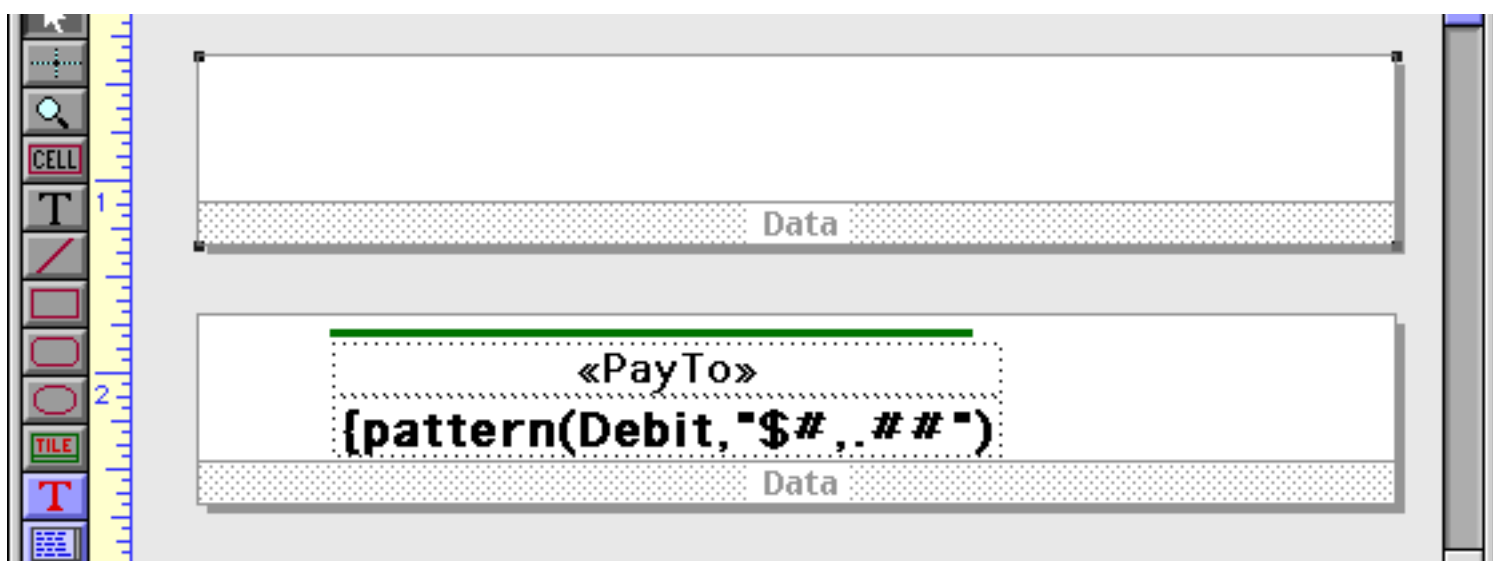 CELL
T
1
Data
2
«PayTo»
{pattern(Debit,"$#,.##")
TILE
T
Data